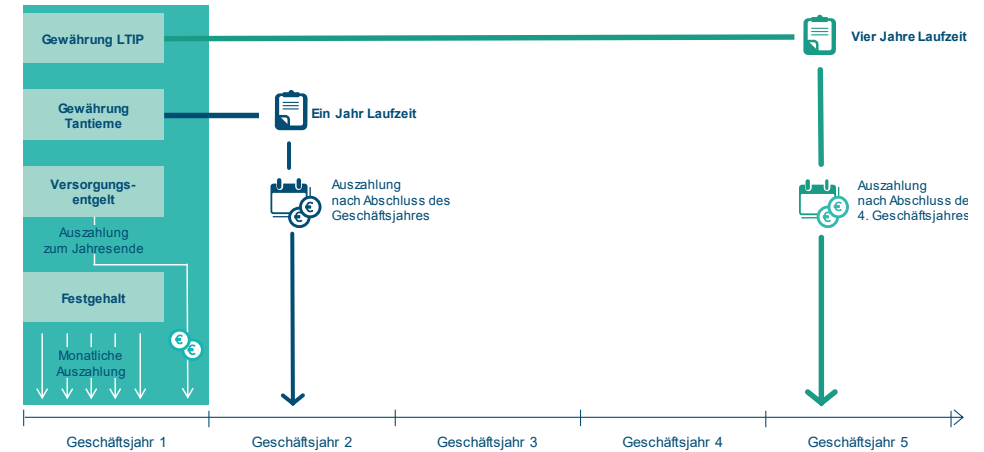 Gewährung LTIP
Vier Jahre Laufzeit
Gewährung
Tantieme
Ein Jahr Laufzeit
Versorgungs-
entgelt
Auszahlung
nach Abschluss des
Geschäftsjahres
Auszahlung
nach Abschluss de
4. Geschäftsjahres
Auszahlung
zum Jahresende
Festgehalt
€
€
€
€
€
€
Monatliche
Auszahlung
Geschäftsjahr 1
Geschäftsjahr 2
Geschäftsjahr 3
Geschäftsjahr 4
Geschäftsjahr 5